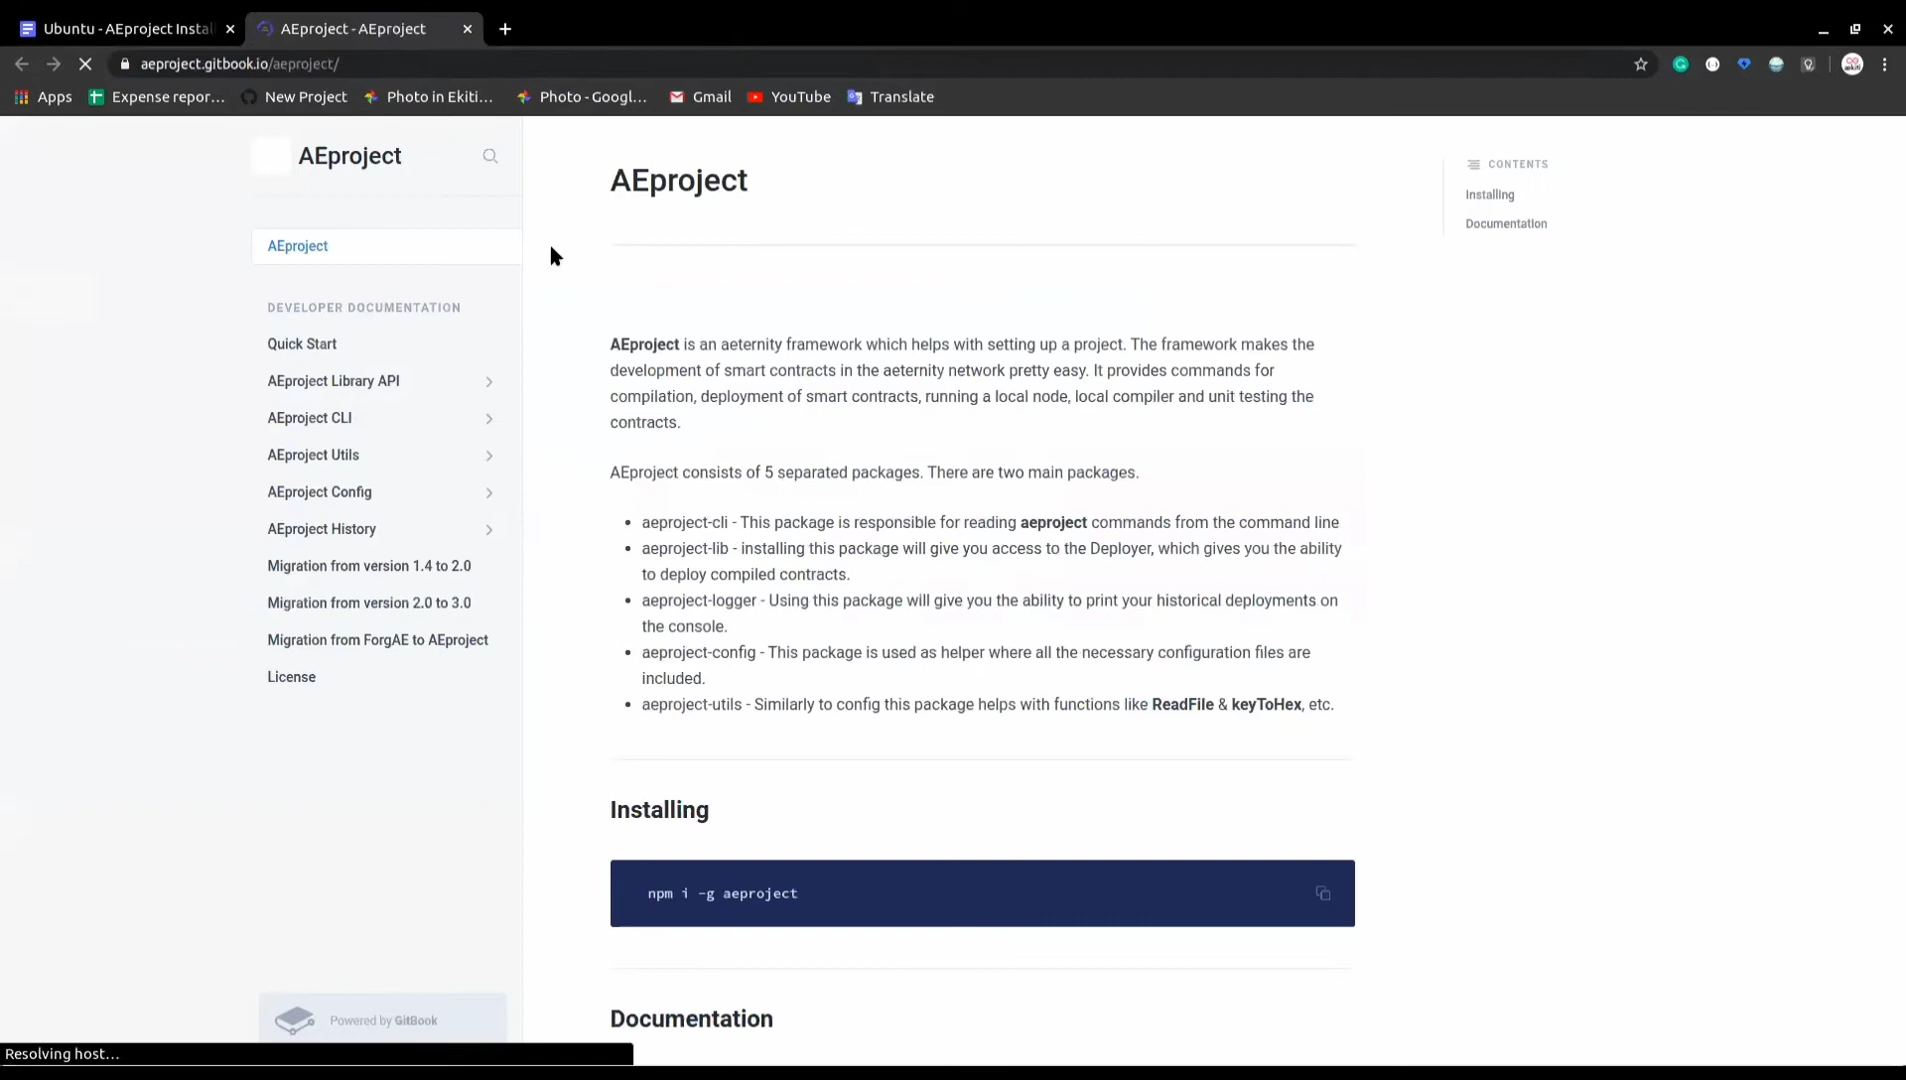 Ubuntu - AEproject Instal
AEproject - AEproject
aeproject.gitbook.io/aeproject/
Apps
Expense repor...
New Project
Photo in Ekiti...
Photo - Googl...
Gmail
YouTube
Translate
AEproject
AEproject
DEVELOPER DOCUMENTATION
Quick Start
AEproject Library API
AEproject CLI
AEproject Utils
AEproject Config
AEproject History
Migration from version 1.4 to 2.0
Migration from version 2.0 to 3.0
Migration from ForgAE to AEproject
License
Powered by GitBook
AEproject
AEproject is an aeternity framework which helps with setting up a project. The framework makes the
development of smart contracts in the aeternity network pretty easy. It provides commands for
compilation, deployment of smart contracts, running a local node, local compiler and unit testing the
contracts.
AEproject consists of 5 separated packages. There are two main packages.
• aeproject-cli - This package is responsible for reading aeproject commands from the command line
• aeproject-lib - installing this package will give you access to the Deployer, which gives you the ability
to deploy compiled contracts.
• aeproject-logger - Using this package will give you the ability to print your historical deployments on
the console.
• aeproject-config - This package is used as helper where all the necessary configuration files are
included.
• aeproject-utils - Similarly to config this package helps with functions like ReadFile & keyToHex, etc.
Installing
npm i -g aeproject
Documentation
CONTENTS
Installing
Documentation
Resolving host...